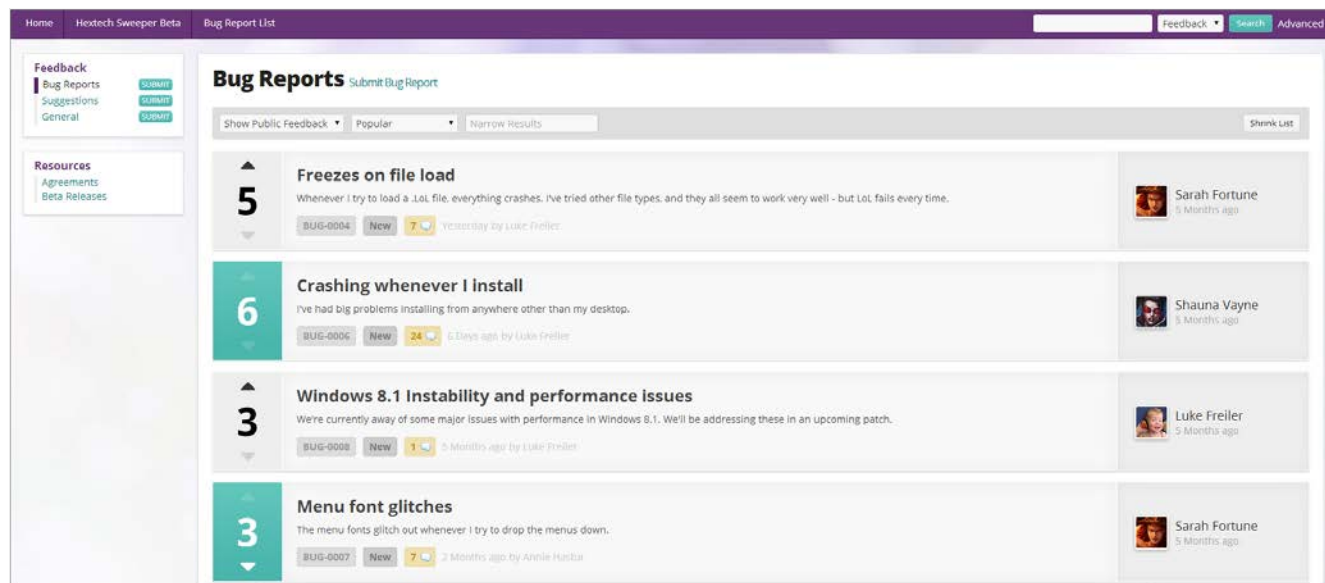 Home Hextech Sweeper Beta Bug Report List Feedback Search Advanced
Feedback
Bug Reports SUBMIT
Suggestions SUBMIT
General SUBMIT
Resources
Agreements
Beta Releases
Bug Reports Submit Bug Report
Show Public Feedback Popular Narrow Results Shrink List
5
Freezes on file load
Whenever I try to load a .LoL file, everything crashes. I've tried other file types, and they all seem to work very well - but LoL fails every time.
BUG-0004 New 7 Yesterday by Luke Freiler
Sarah Fortune
5 Months ago
6
Crashing whenever I install
I've had big problems installing from anywhere other than my desktop.
BUG-0006 New 24 6 Days ago by Luke Freiler
Shauna Vayne
5 Months ago
3
Windows 8.1 Instability and performance issues
We're currently away of some major issues with performance in Windows 8.1. We'll be addressing these in an upcoming patch.
BUG-0008 New 1 5 Months ago by Luke Freiler
Luke Freiler
5 Months ago
3
Menu font glitches
The menu fonts glitch out whenever I try to drop the menus down.
BUG-0007 New 7 2 Months ago by Annie Hastur
Sarah Fortune
5 Months ago